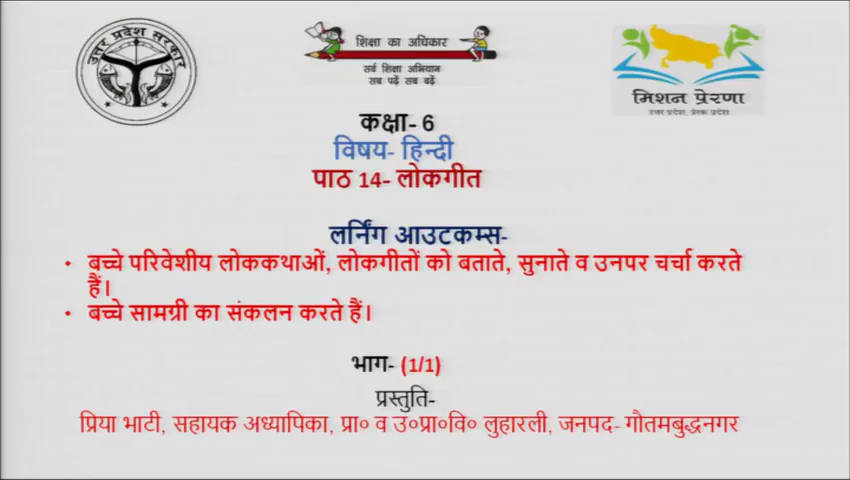 उत्तर प्रदेश सरकार
शिक्षा का अधिकार
सर्व शिक्षा अभियान
सब पढ़ें सब बढ़ें
मिशन प्रेरणा
उत्तर प्रदेश, प्रेरक प्रदेश
कक्षा- 6
विषय- हिन्दी
पाठ 14- लोकगीत
लर्निंग आउटकम्स-
• बच्चे परिवेशीय लोककथाओं, लोकगीतों को बताते, सुनाते व उनपर चर्चा करते
हैं।
• बच्चे सामग्री का संकलन करते हैं।
भाग- (1/1)
प्रस्तुति-
प्रिया भाटी, सहायक अध्यापिका, प्रा० व उ०प्रा०वि० लुहारली, जनपद- गौतमबुद्धनगर